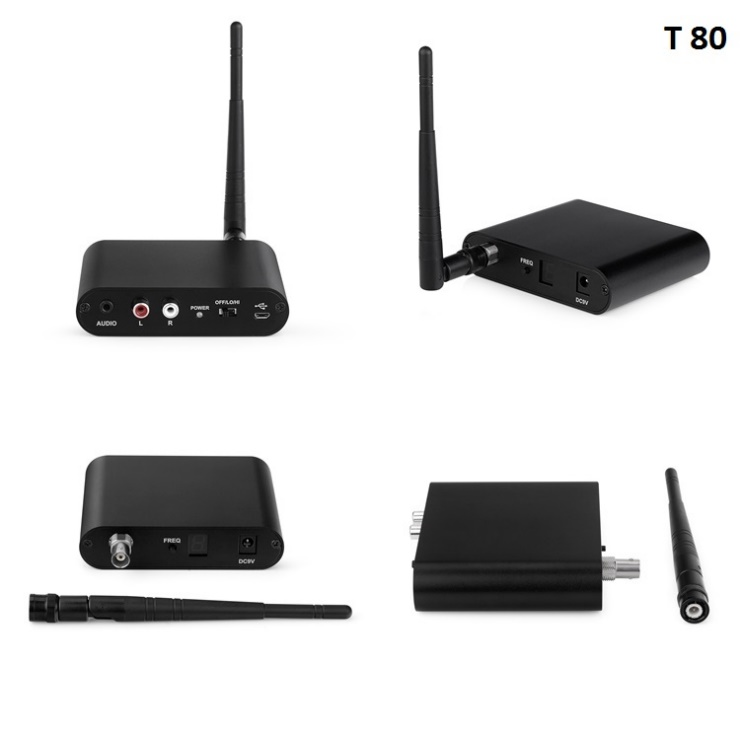 T 80
AUDIO
L
R
POWER
OFF/LO/HI
FREQ
DC9V
FREQ
DC9V